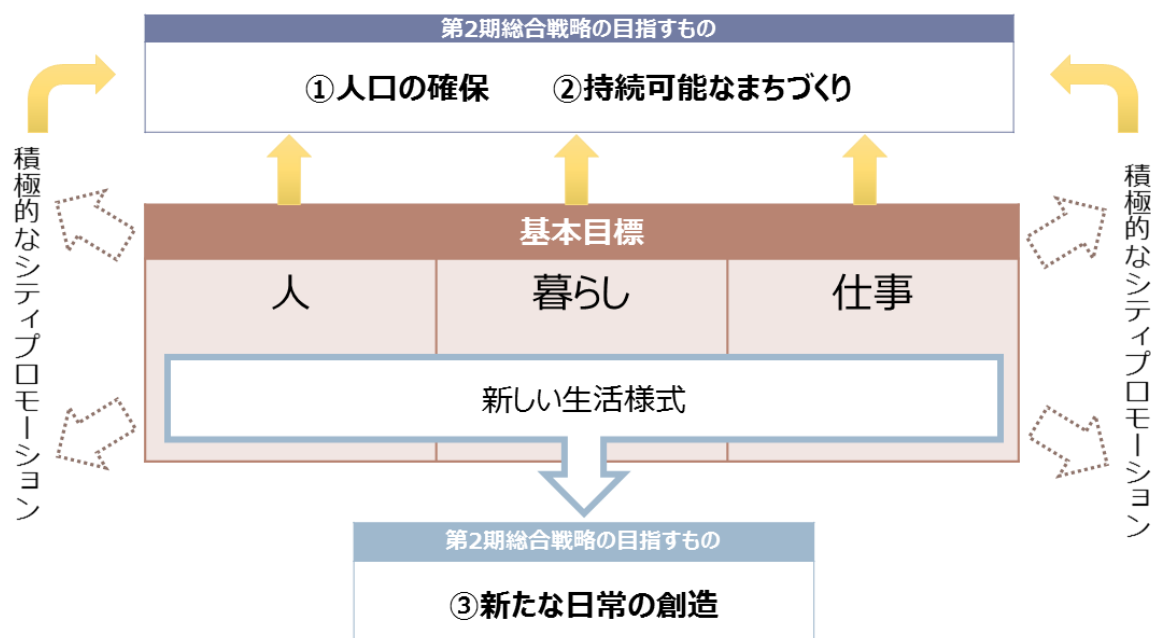 第2期総合戦略の目指すもの
①人口の確保 ②持続可能なまちづくり
積極的なシティプロモーション
基本目標
人
暮らし
仕事
新しい生活様式
積極的なシティプロモーション
第2期総合戦略の目指すもの
③新たな日常の創造